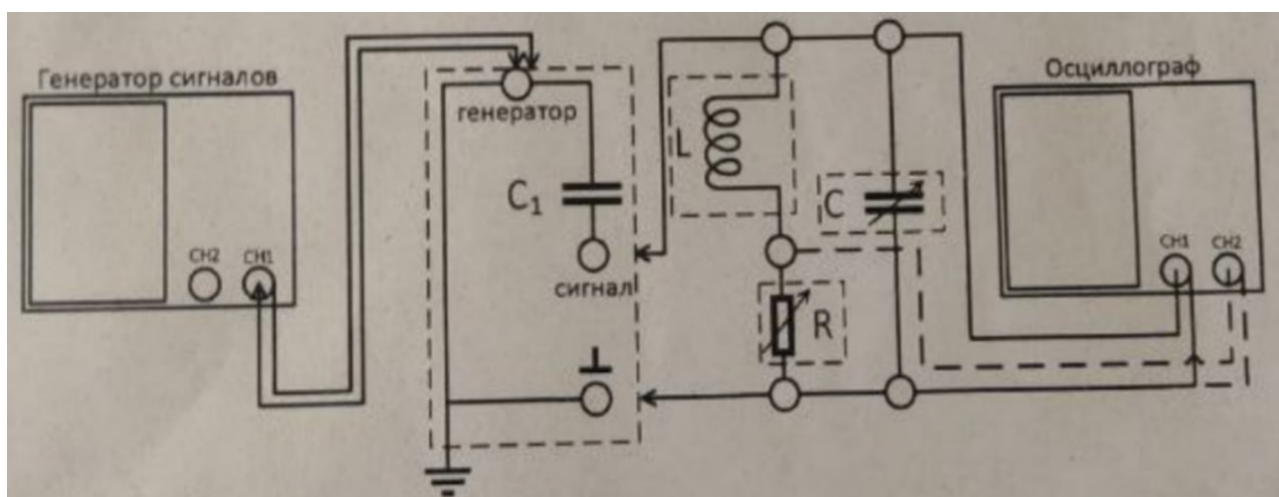 Генератор сигналов
CH2
CH1
генератор
C1
сигнал
L
C
R
Осциллограф
CH1
CH2